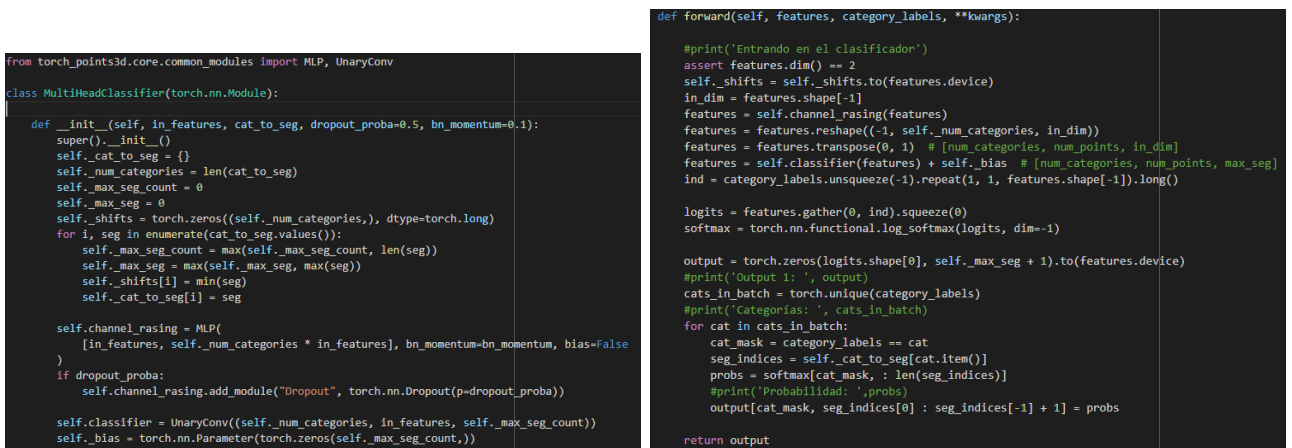 from torch_points3d.core.common_modules import MLP, UnaryConv
class MultiHeadClassifier(torch.nn.Module):
def __init__(self, in_features, cat_to_seg, dropout_proba=0.5, bn_momentum=0.1):
super().__init__()
self._cat_to_seg = {}
self._num_categories = len(cat_to_seg)
self._max_seg_count = 0
self._max_seg = 0
self._shifts = torch.zeros((self._num_categories,), dtype=torch.long)
for i, seg in enumerate(cat_to_seg.values()):
self._max_seg_count = max(self._max_seg_count, len(seg))
self._max_seg = max(self._max_seg, max(seg))
self._shifts[i] = min(seg)
self._cat_to_seg[i] = seg
self.channel_rasing = MLP(
[in_features, self._num_categories * in_features], bn_momentum=bn_momentum, bias=False
)
if dropout_proba:
self.channel_rasing.add_module("Dropout", torch.nn.Dropout(p=dropout_proba))
self.classifier = UnaryConv((self._num_categories, in_features, self._max_seg_count))
self._bias = torch.nn.Parameter(torch.zeros(self._max_seg_count,))
def forward(self, features, category_labels, **kwargs):
#print('Entrando en el clasificador')
assert features.dim() == 2
self._shifts = self._shifts.to(features.device)
in_dim = features.shape[-1]
features = self.channel_rasing(features)
features = features.reshape((-1, self._num_categories, in_dim))
features = features.transpose(0, 1)  # [num_categories, num_points, in_dim]
features = self.classifier(features) + self._bias  # [num_categories, num_points, max_seg]
ind = category_labels.unsqueeze(-1).repeat(1, 1, features.shape[-1]).long()
logits = features.gather(0, ind).squeeze(0)
softmax = torch.nn.functional.log_softmax(logits, dim=-1)
output = torch.zeros(logits.shape[0], self._max_seg + 1).to(features.device)
#print('Output 1: ', output)
cats_in_batch = torch.unique(category_labels)
#print('Categorías: ', cats_in_batch)
for cat in cats_in_batch:
cat_mask = category_labels == cat
seg_indices = self._cat_to_seg[cat.item()]
probs = softmax[cat_mask, : len(seg_indices)]
#print('Probabilidad: ',probs)
output[cat_mask, seg_indices[0] : seg_indices[-1] + 1] = probs
return output